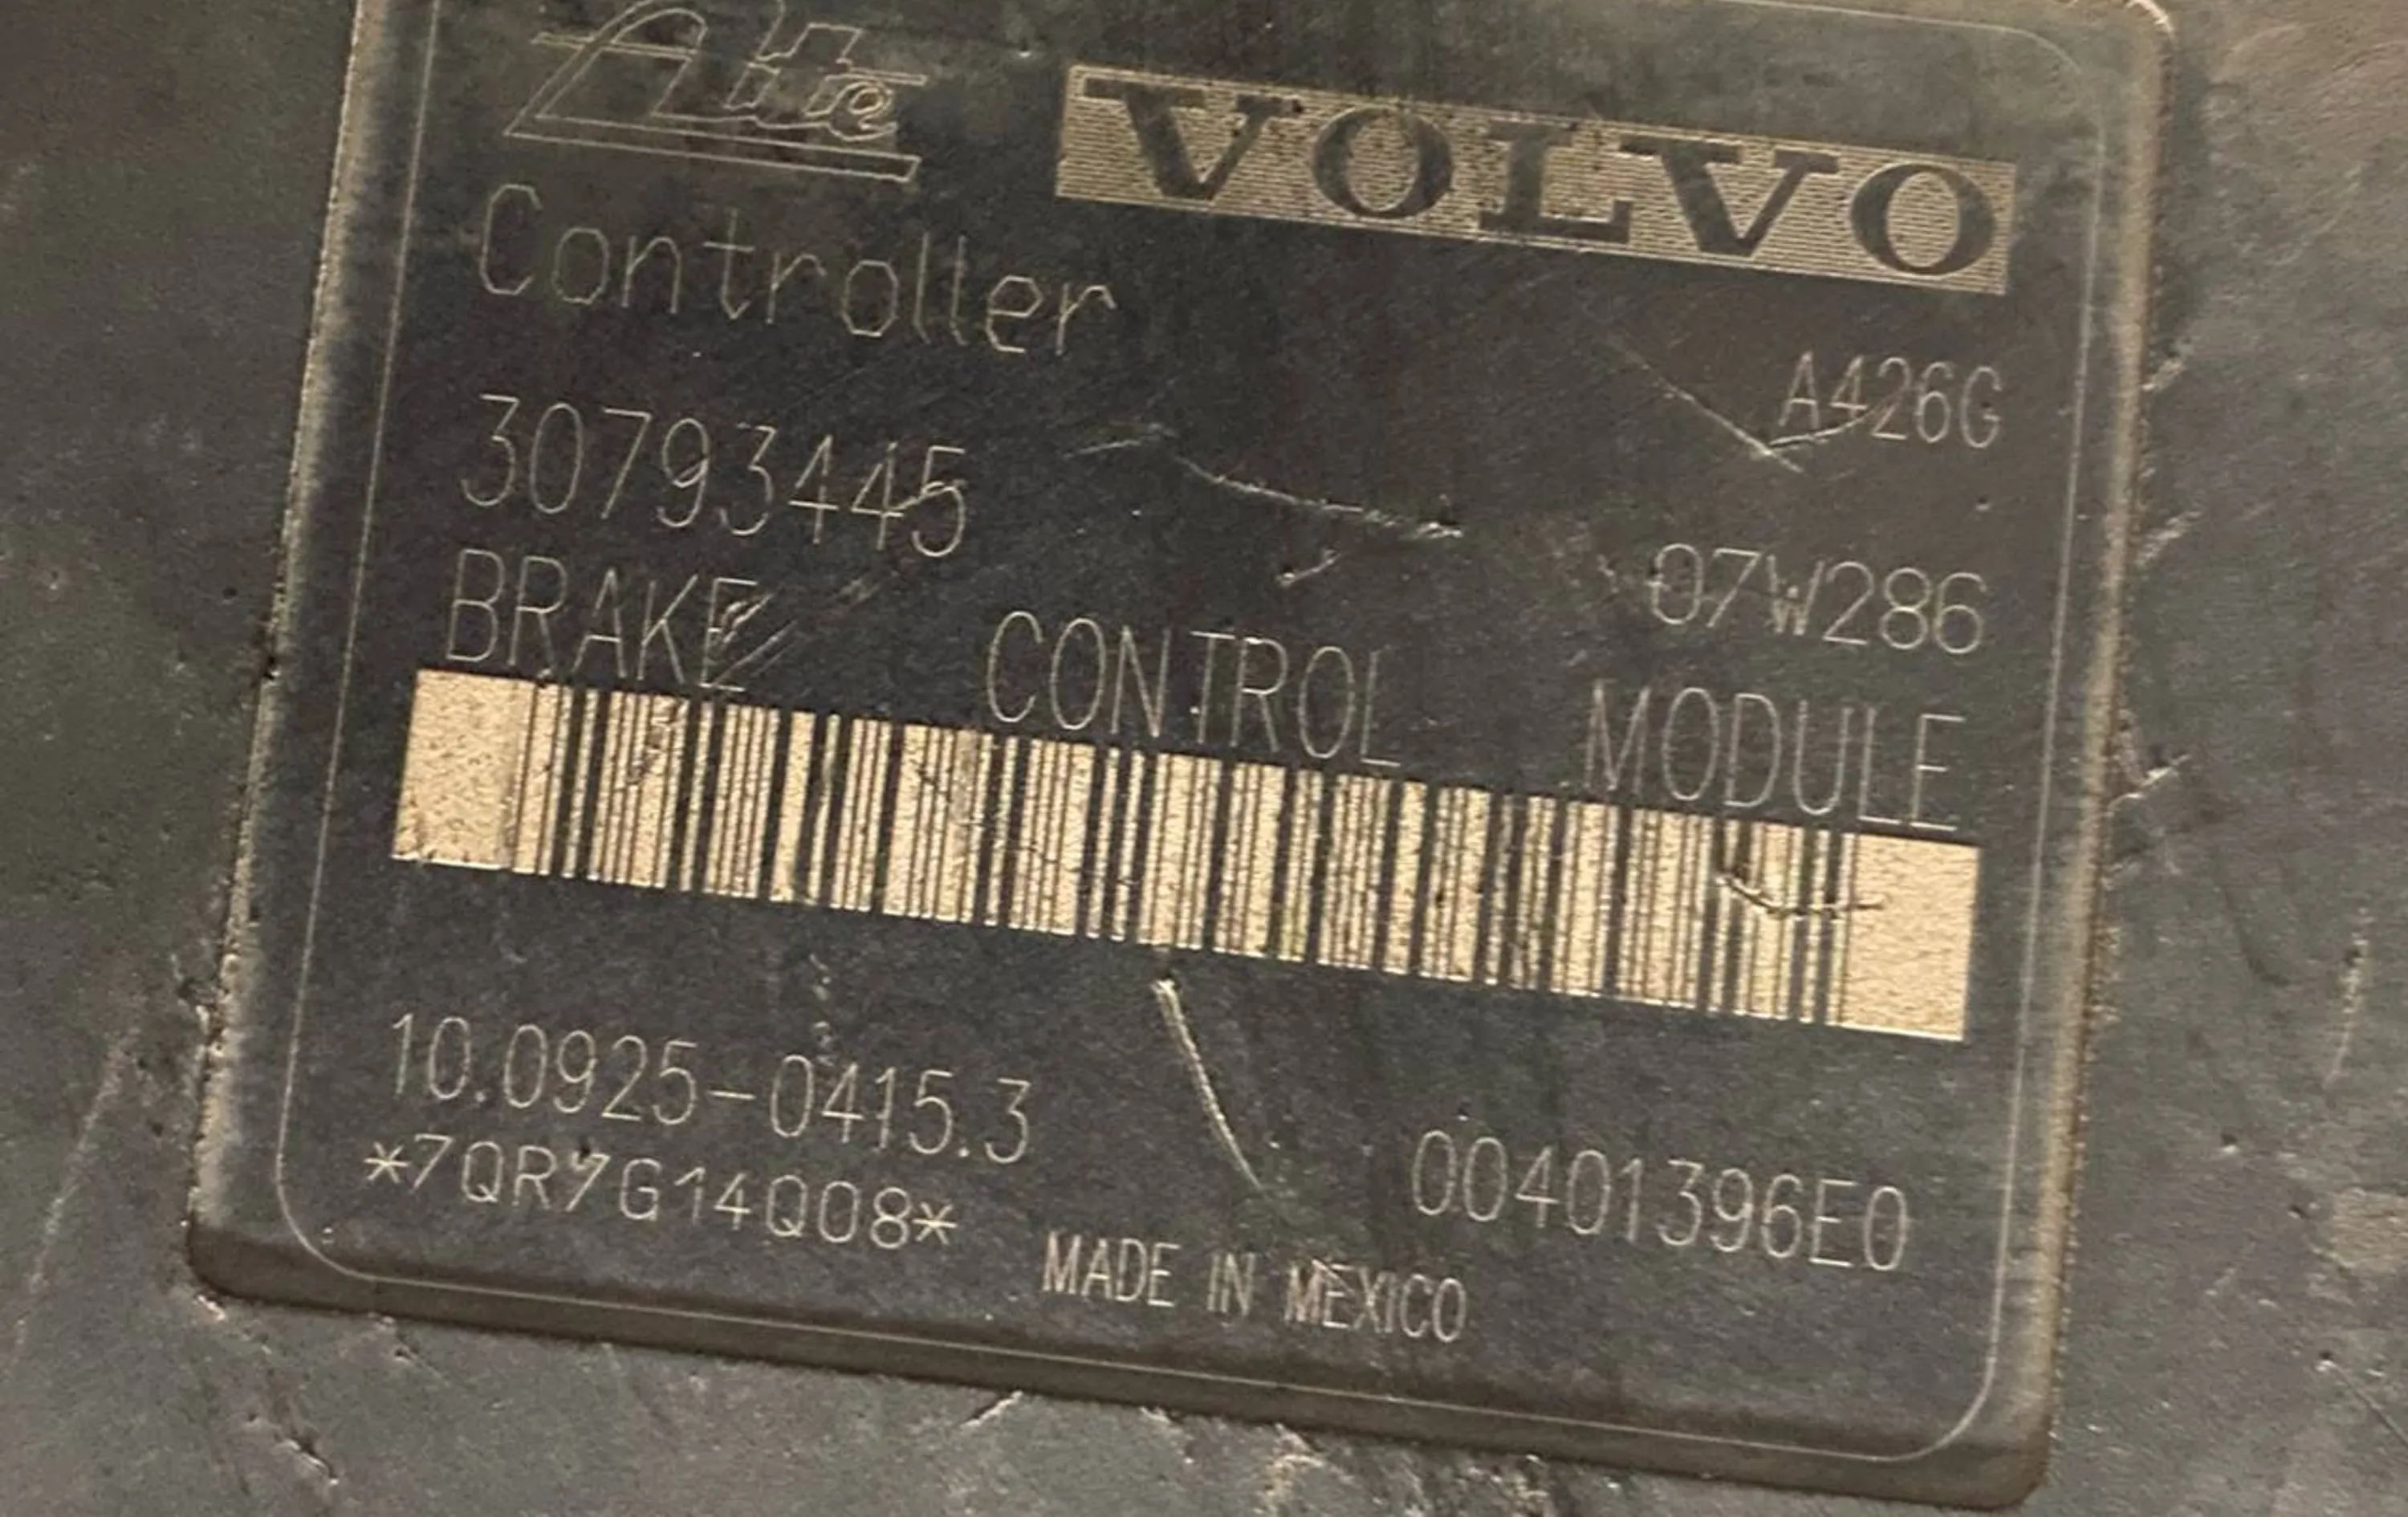 Ate VOLVO
Controller
A426G
30793445
07W286
BRAKE CONTROL MODULE
10.0925-0415.3
00401396E0
*7QR7G14Q08*
MADE IN MEXICO